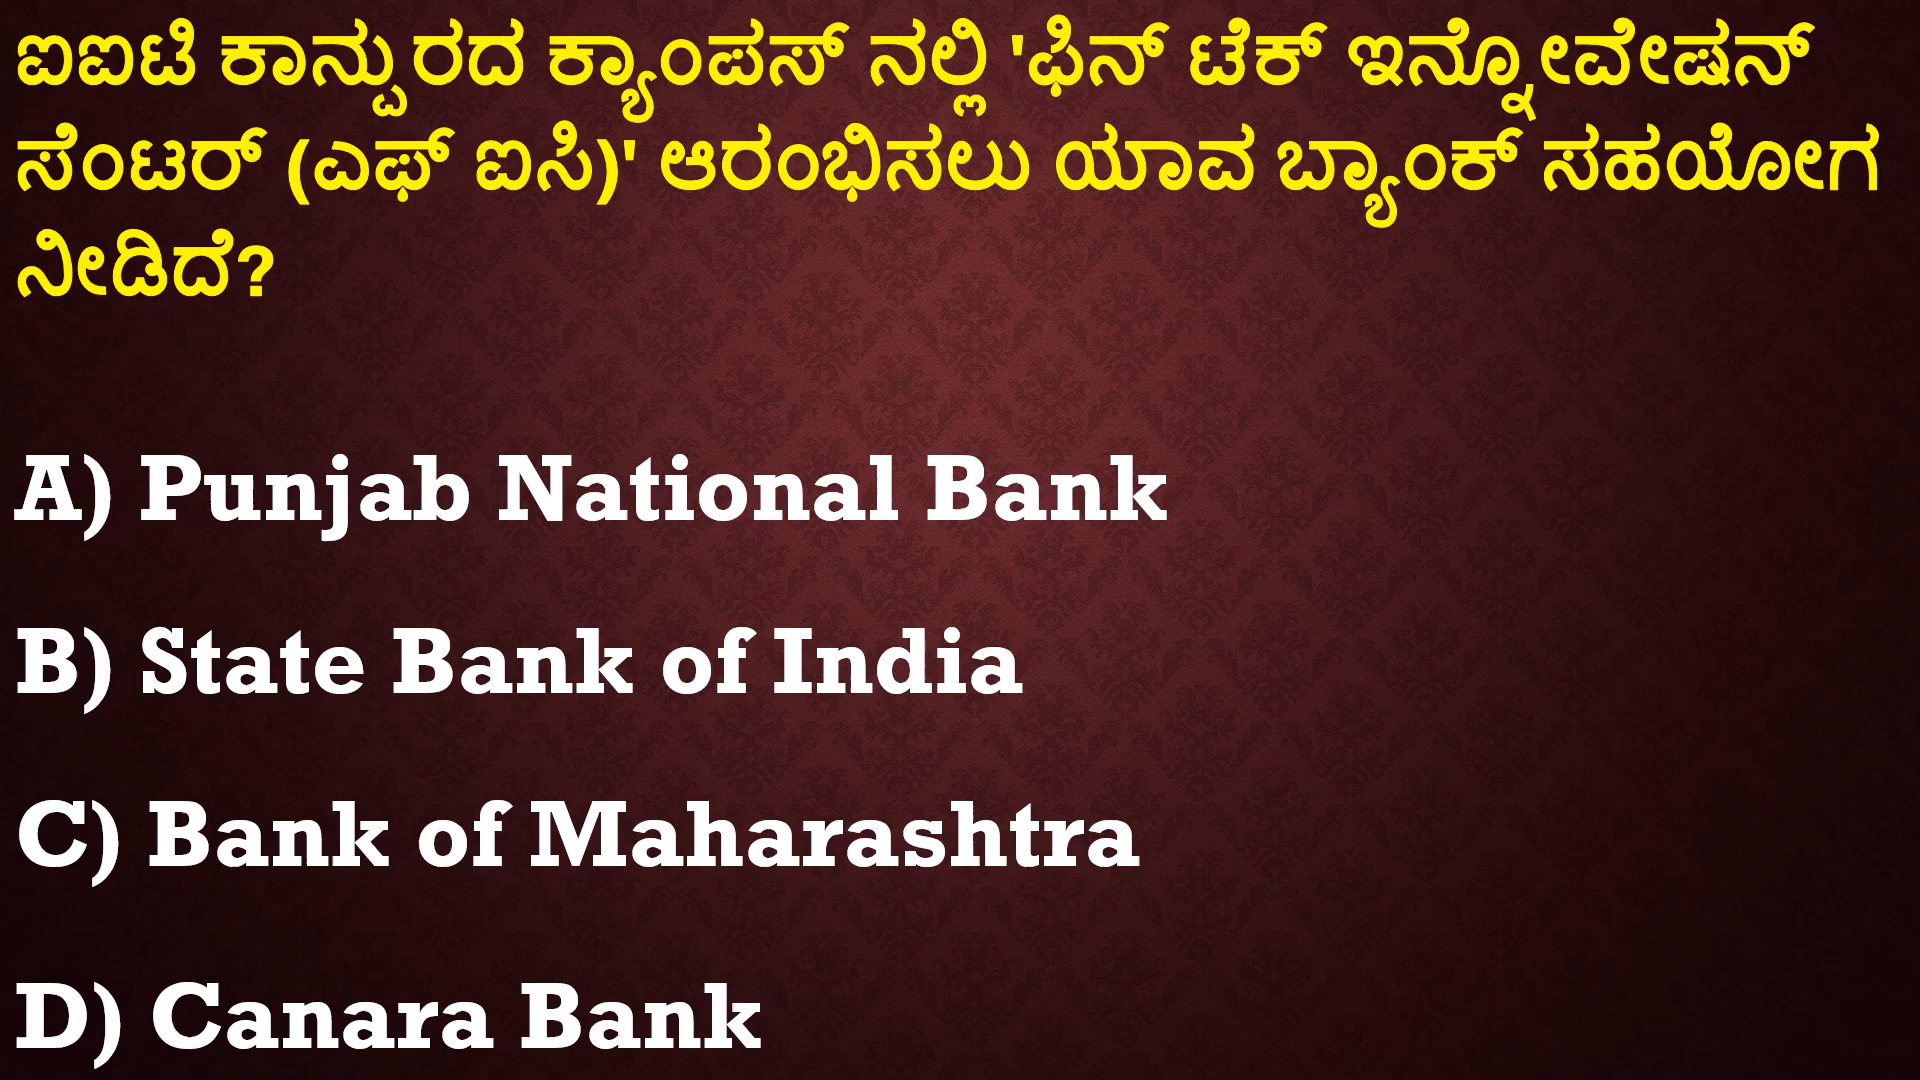 ಐಐಟಿ ಕಾನ್ಪುರದ ಕ್ಯಾಂಪಸ್ ನಲ್ಲಿ 'ಫಿನ್ ಟೆಕ್ ಇನ್ನೊೀವೇಷನ್
ಸೆಂಟರ್ (ಎಫ್ ಐಸಿ)' ಆರಂಭಿಸಲು ಯಾವ ಬ್ಯಾಂಕ್ ಸಹಯೋಗ
ನೀಡಿದೆ?
A) Punjab National Bank
B) State Bank of India
C) Bank of Maharashtra
D) Canara Bank